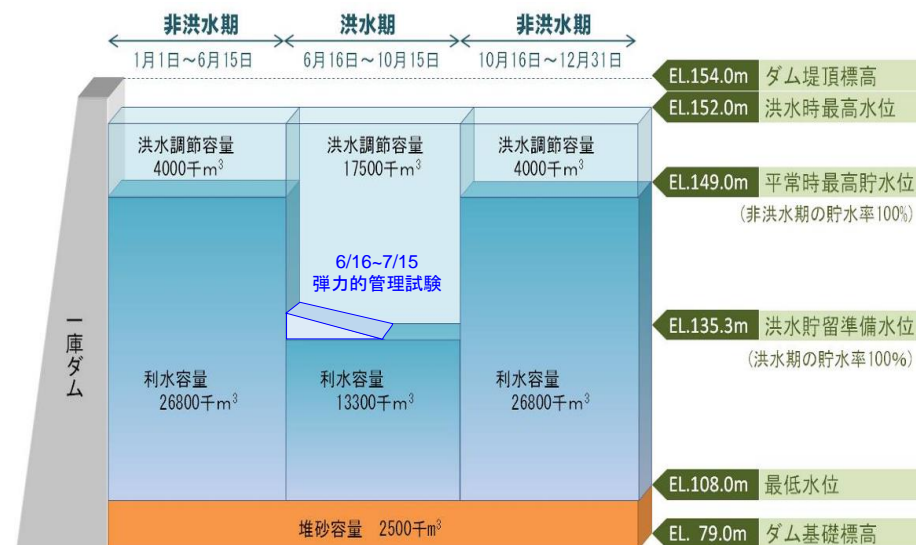 非洪水期
洪水期
非洪水期
1月1日～6月15日
6月16日～10月15日
10月16日～12月31日
EL.154.0m ダム堤頂標高
EL.152.0m 洪水時最高水位
洪水調節容量
4000千m³
洪水調節容量
17500千m³
洪水調節容量
4000千m³
EL.149.0m 平常時最高貯水位
(非洪水期の貯水率100%)
6/16~7/15
弾力的管理試験
EL.135.3m 洪水貯留準備水位
(洪水期の貯水率100%)
一庫ダム
利水容量
26800千m³
利水容量
13300千m³
利水容量
26800千m³
EL.108.0m 最低水位
堆砂容量 2500千m³
EL. 79.0m ダム基礎標高